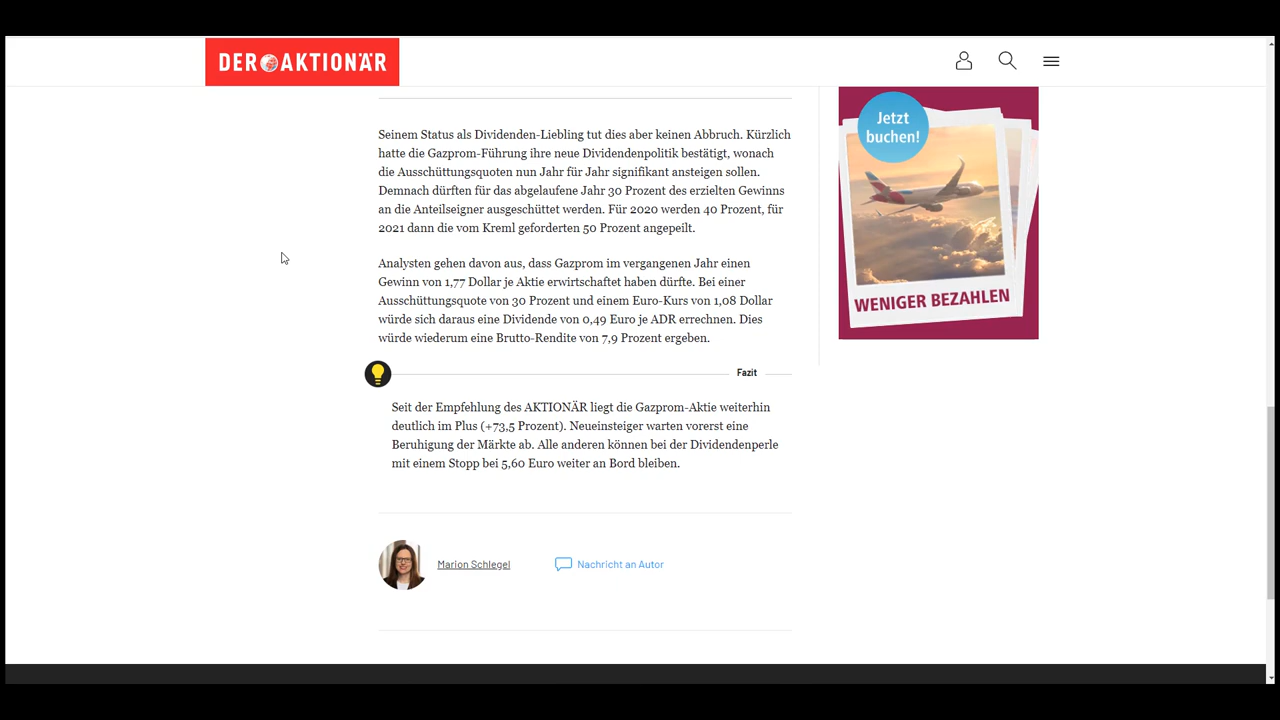 DER AKTIONÄR
Seinem Status als Dividenden-Liebling tut dies aber keinen Abbruch. Kürzlich
hatte die Gazprom-Führung ihre neue Dividendenpolitik bestätigt, wonach
die Ausschüttungsquoten nun Jahr für Jahr signifikant ansteigen sollen.
Demnach dürften für das abgelaufene Jahr 30 Prozent des erzielten Gewinns
an die Anteilseigner ausgeschüttet werden. Für 2020 werden 40 Prozent, für
2021 dann die vom Kreml geforderten 50 Prozent angepeilt.
Analysten gehen davon aus, dass Gazprom im vergangenen Jahr einen
Gewinn von 1,77 Dollar je Aktie erwirtschaftet haben dürfte. Bei einer
Ausschüttungsquote von 30 Prozent und einem Euro-Kurs von 1,08 Dollar
würde sich daraus eine Dividende von 0,49 Euro je ADR errechnen. Dies
würde wiederum eine Brutto-Rendite von 7,9 Prozent ergeben.
Fazit
Seit der Empfehlung des AKTIONÄR liegt die Gazprom-Aktie weiterhin
deutlich im Plus (+73,5 Prozent). Neueinsteiger warten vorerst eine
Beruhigung der Märkte ab. Alle anderen können bei der Dividendenperle
mit einem Stopp bei 5,60 Euro weiter an Bord bleiben.
Marion Schlegel
Nachricht an Autor
Jetzt
buchen!
WENIGER BEZAHLEN